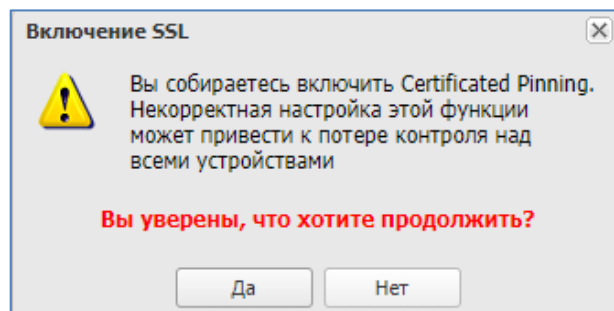 Включение SSL
Вы собираетесь включить Certificated Pinning.
Некорректная настройка этой функции
может привести к потере контроля над
всеми устройствами
Вы уверены, что хотите продолжить?
Да
Нет